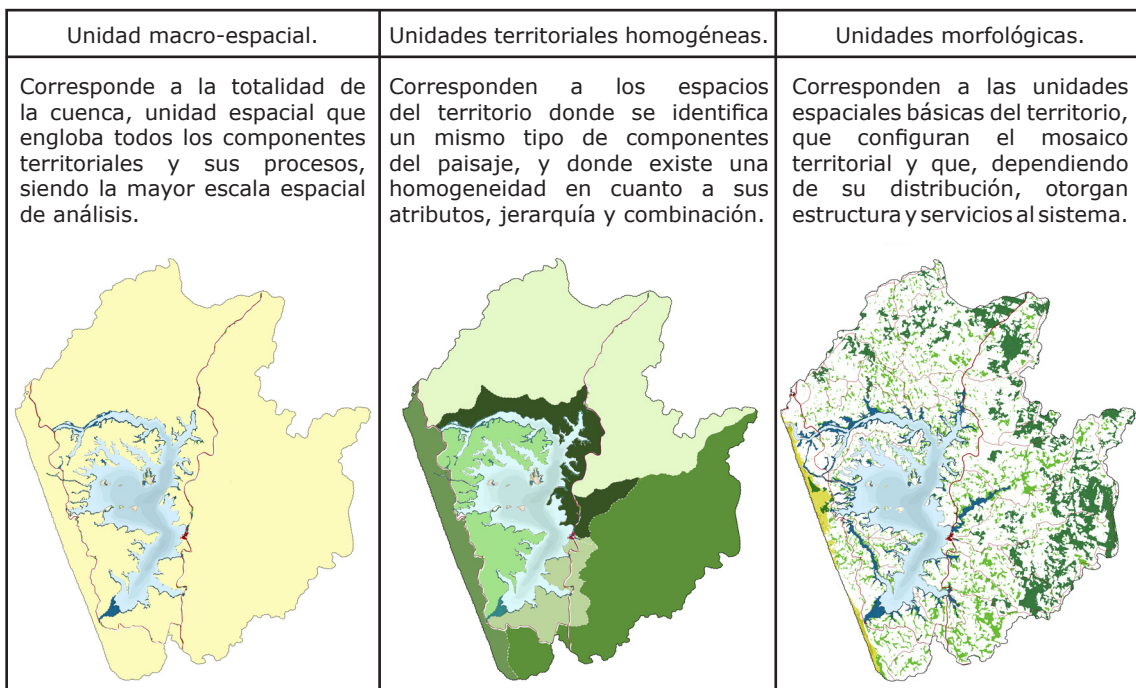 Unidad macro-espacial.
Unidades territoriales homogéneas.
Unidades morfológicas.
Corresponde a la totalidad de
la cuenca, unidad espacial que
engloba todos los componentes
territoriales y sus procesos,
siendo la mayor escala espacial
de análisis.
Corresponden a los espacios
del territorio donde se identifica
un mismo tipo de componentes
del paisaje, y donde existe una
homogeneidad en cuanto a sus
atributos, jerarquía y combinación.
Corresponden a las unidades
espaciales básicas del territorio,
que configuran el mosaico
territorial y que, dependiendo
de su distribución, otorgan
estructura y servicios al sistema.